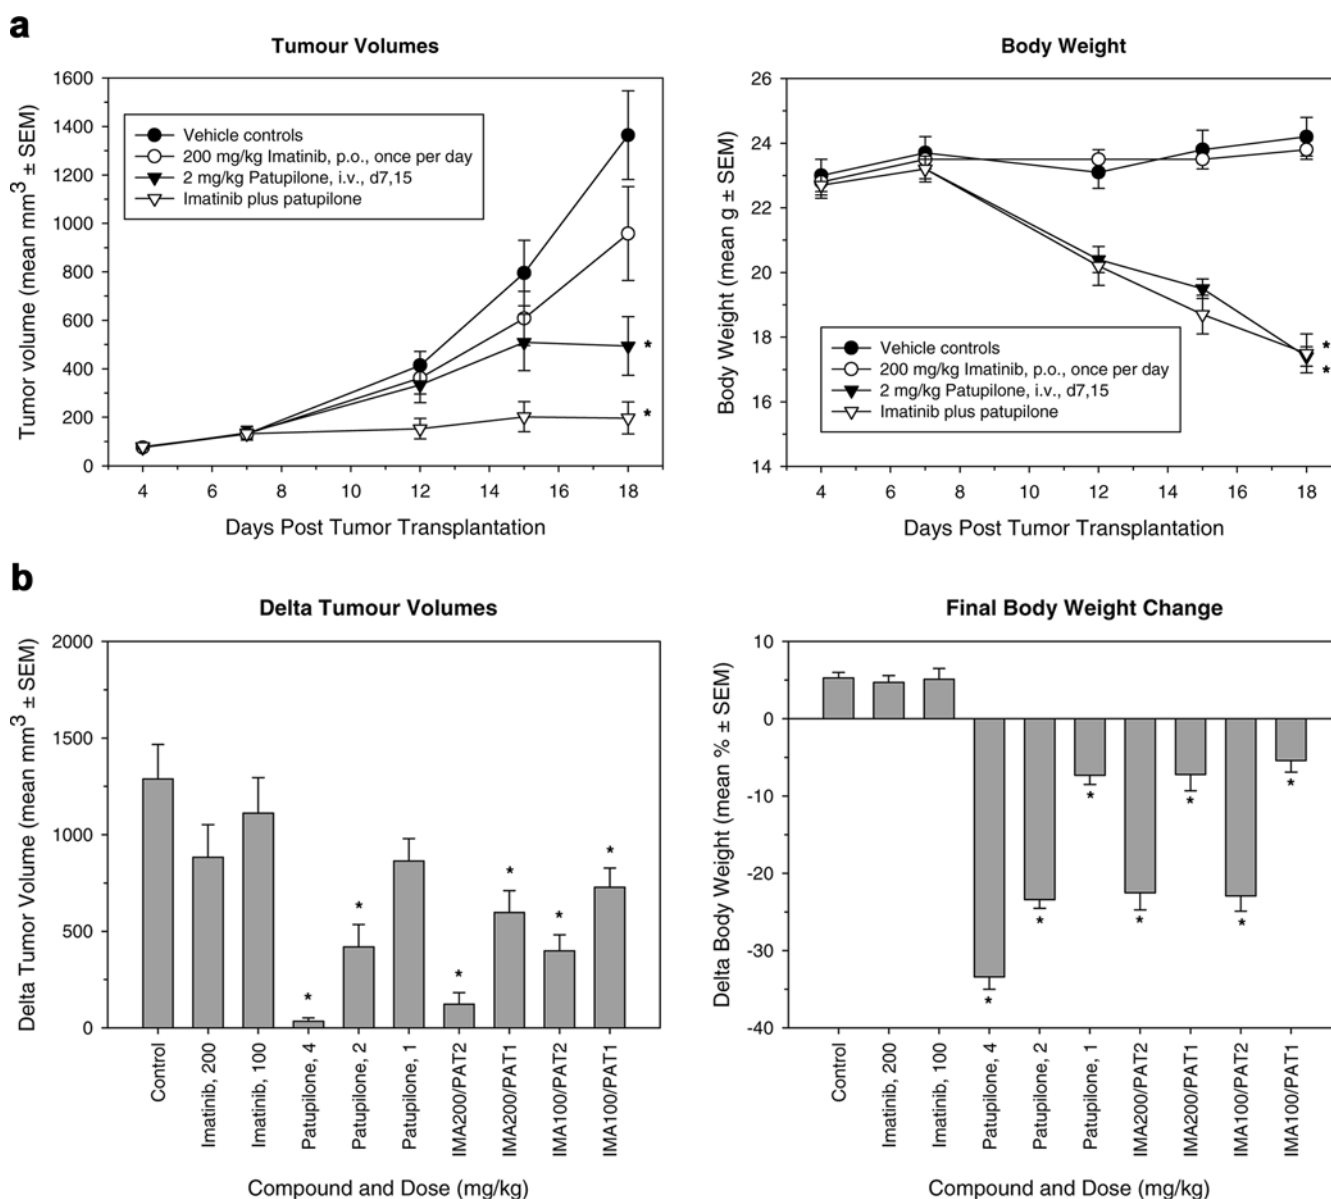 a
Tumour Volumes
Tumor volume (mean mm³ ± SEM)
1600
1400
1200
1000
800
600
400
200
0
Vehicle controls
200 mg/kg Imatinib, p.o., once per day
2 mg/kg Patupilone, i.v., d7,15
Imatinib plus patupilone
*
*
4 6 8 10 12 14 16 18
Days Post Tumor Transplantation
Body Weight
Body Weight (mean g ± SEM)
26
24
22
20
18
16
14
Vehicle controls
200 mg/kg Imatinib, p.o., once per day
2 mg/kg Patupilone, i.v., d7,15
Imatinib plus patupilone
*
*
4 6 8 10 12 14 16 18
Days Post Tumor Transplantation
b
Delta Tumour Volumes
Delta Tumor Volume (mean mm³ ± SEM)
2000
1500
1000
500
0
* * * * * *
Control
Imatinib, 200
Imatinib, 100
Patupilone, 4
Patupilone, 2
Patupilone, 1
IMA200/PAT2
IMA200/PAT1
IMA100/PAT2
IMA100/PAT1
Compound and Dose (mg/kg)
Final Body Weight Change
Delta Body Weight (mean % ± SEM)
10
0
-10
-20
-30
-40
* * * * * * *
Control
Imatinib, 200
Imatinib, 100
Patupilone, 4
Patupilone, 2
Patupilone, 1
IMA200/PAT2
IMA200/PAT1
IMA100/PAT2
IMA100/PAT1
Compound and Dose (mg/kg)